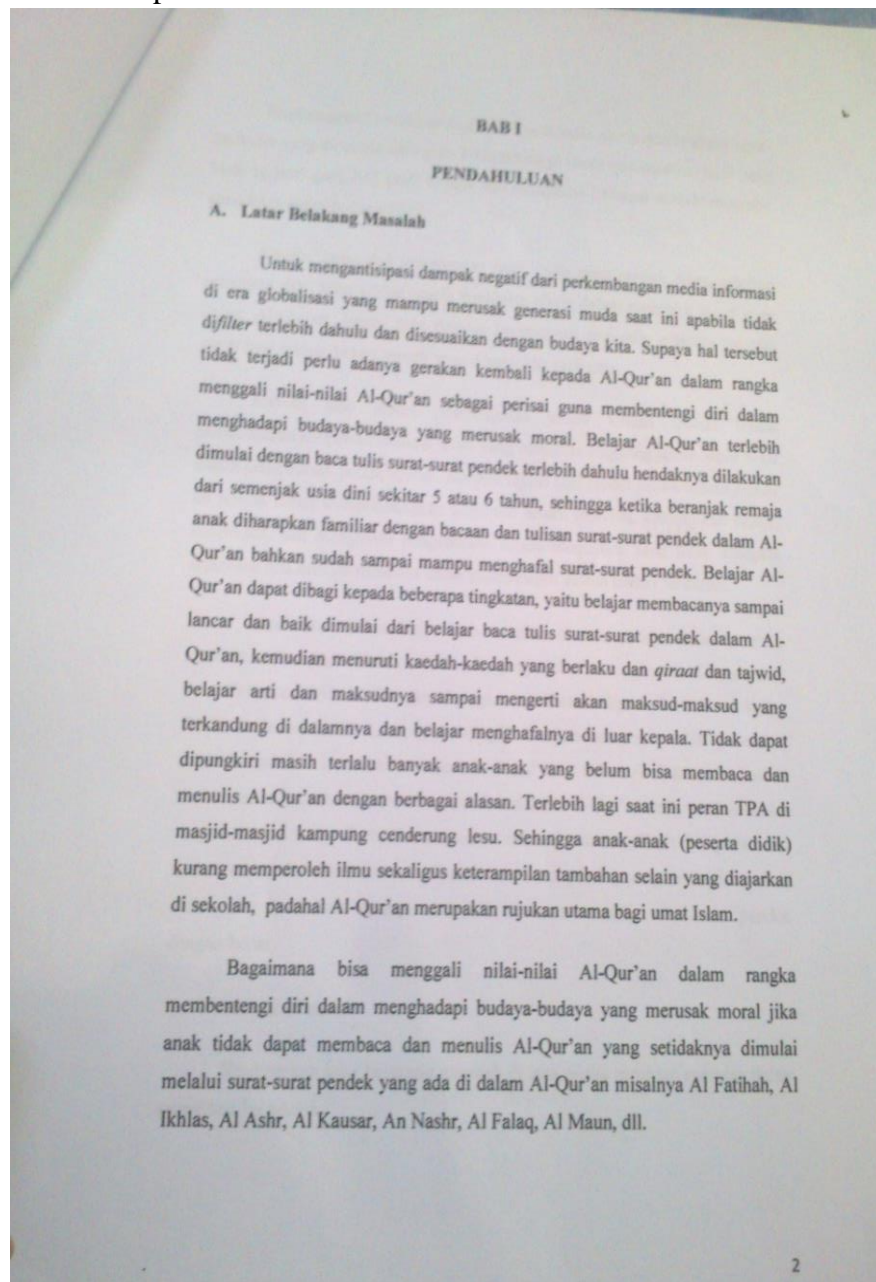 BAB I
PENDAHULUAN
A. Latar Belakang Masalah
Untuk mengantisipasi dampak negatif dari perkembangan media informasi
di era globalisasi yang mampu merusak generasi muda saat ini apabila tidak
difilter terlebih dahulu dan disesuaikan dengan budaya kita. Supaya hal tersebut
tidak terjadi perlu adanya gerakan kembali kepada Al-Qur'an dalam rangka
menggali nilai-nilai Al-Qur'an sebagai perisai guna membentengi diri dalam
menghadapi budaya-budaya yang merusak moral. Belajar Al-Qur'an terlebih
dimulai dengan baca tulis surat-surat pendek terlebih dahulu hendaknya dilakukan
dari semenjak usia dini sekitar 5 atau 6 tahun, sehingga ketika beranjak remaja
anak diharapkan familiar dengan bacaan dan tulisan surat-surat pendek dalam Al-
Qur'an bahkan sudah sampai mampu menghafal surat-surat pendek. Belajar Al-
Qur'an dapat dibagi kepada beberapa tingkatan, yaitu belajar membacanya sampai
lancar dan baik dimulai dari belajar baca tulis surat-surat pendek dalam Al-
Qur'an, kemudian menuruti kaedah-kaedah yang berlaku dan qiraat dan tajwid,
belajar arti dan maksudnya sampai mengerti akan maksud-maksud yang
terkandung di dalamnya dan belajar menghafalnya di luar kepala. Tidak dapat
dipungkiri masih terlalu banyak anak-anak yang belum bisa membaca dan
menulis Al-Qur'an dengan berbagai alasan. Terlebih lagi saat ini peran TPA di
masjid-masjid kampung cenderung lesu. Sehingga anak-anak (peserta didik)
kurang memperoleh ilmu sekaligus keterampilan tambahan selain yang diajarkan
di sekolah, padahal Al-Qur'an merupakan rujukan utama bagi umat Islam.
Bagaimana bisa menggali nilai-nilai Al-Qur'an dalam rangka
membentengi diri dalam menghadapi budaya-budaya yang merusak moral jika
anak tidak dapat membaca dan menulis Al-Qur'an yang setidaknya dimulai
melalui surat-surat pendek yang ada di dalam Al-Qur'an misalnya Al Fatihah, Al
Ikhlas, Al Ashr, Al Kausar, An Nashr, Al Falaq, Al Maun, dll.
2